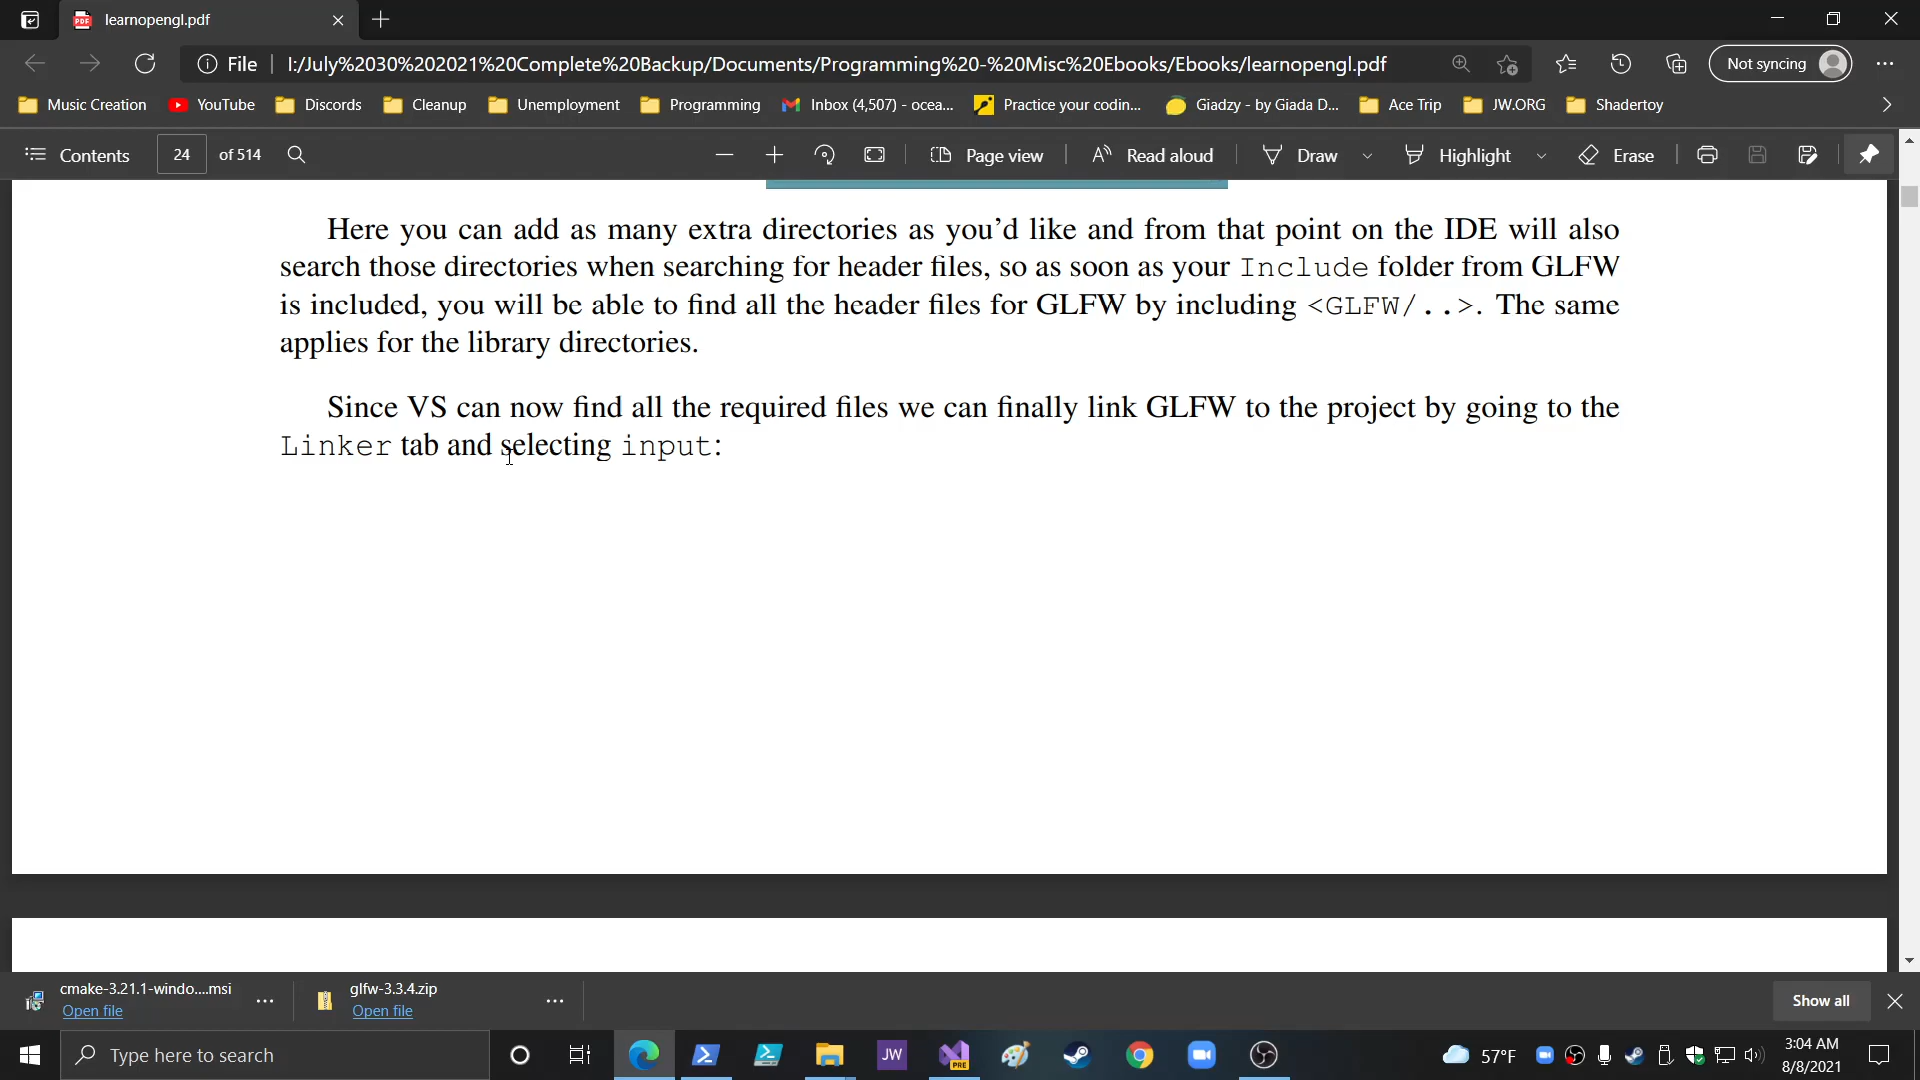 learnopengl.pdf
File
I:/July%2030%202021%20Complete%20Backup/Documents/Programming%20-%20Misc%20Ebooks/Ebooks/learnopengl.pdf
Not syncing
Music Creation
YouTube
Discords
Cleanup
Unemployment
Programming
Inbox (4,507) - ocea...
Practice your codin...
Giadzy - by Giada D...
Ace Trip
JW.ORG
Shadertoy
Contents
24
of 514
Page view
Read aloud
Draw
Highlight
Erase
Here you can add as many extra directories as you’d like and from that point on the IDE will also
search those directories when searching for header files, so as soon as your Include folder from GLFW
is included, you will be able to find all the header files for GLFW by including <GLFW/..>. The same
applies for the library directories.
Since VS can now find all the required files we can finally link GLFW to the project by going to the
Linker tab and selecting input:
cmake-3.21.1-windo....msi
Open file
glfw-3.3.4.zip
Open file
Show all
Type here to search
JW
PRE
57°F
3:04 AM
8/8/2021